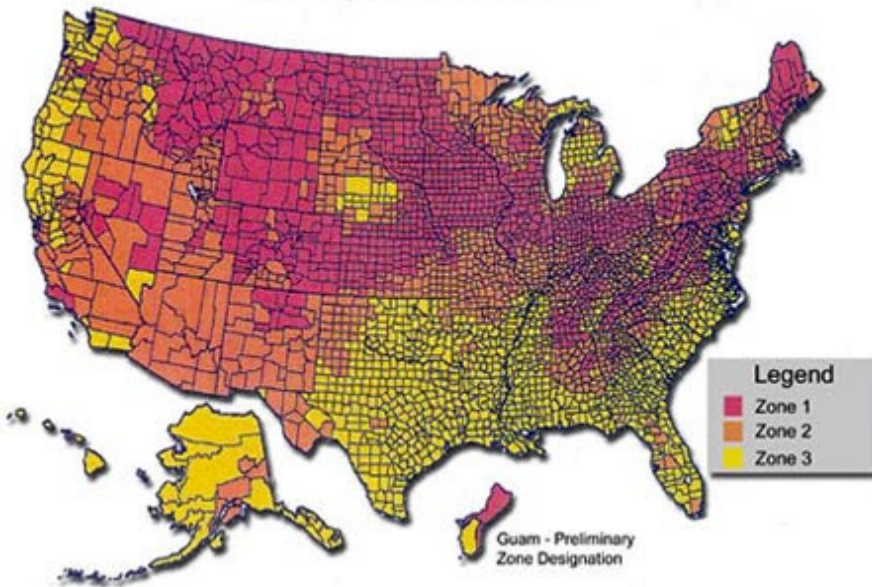 Legend
Zone 1
Zone 2
Zone 3
Guam - Preliminary
Zone Designation